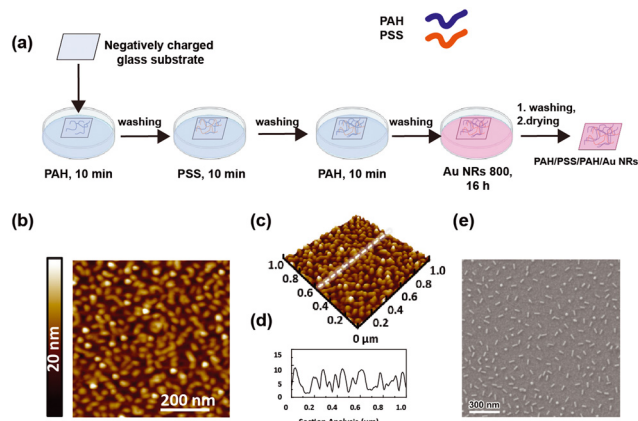 PAH
PSS
(a)
Negatively charged
glass substrate
washing
washing
washing
1. washing,
2.drying
PAH, 10 min
PSS, 10 min
PAH, 10 min
Au NRs 800,
16 h
PAH/PSS/PAH/Au NRs
(b)
20 nm
200 nm
(c)
1.0
0.8
0.6
0.4
0.2
0 µm
0.2
0.4
0.6
0.8
1.0
(d)
15
10
5
0
0
0.2
0.4
0.6
0.8
1.0
Section Analysis (µm)
(e)
300 nm